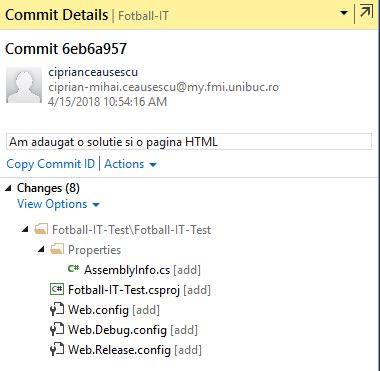 Commit Details | Fotball-IT
Commit 6eb6a957
ciprianceausescu
ciprian-mihai.ceausescu@my.fmi.unibuc.ro
4/15/2018 10:54:16 AM
Am adaugat o solutie si o pagina HTML
Copy Commit ID | Actions
Changes (8)
View Options
Fotball-IT-Test\Fotball-IT-Test
Properties
C# AssemblyInfo.cs [add]
C# Fotball-IT-Test.csproj [add]
Web.config [add]
Web.Debug.config [add]
Web.Release.config [add]